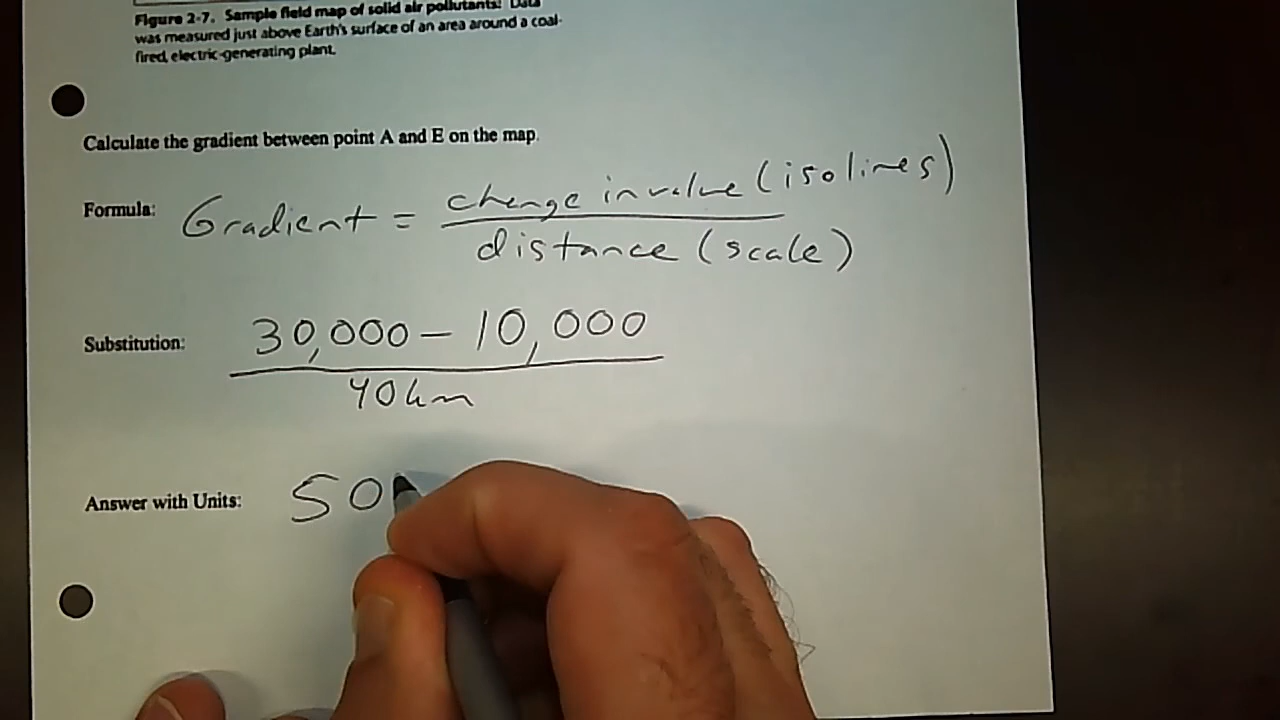 Figure 2-7. Sample field map of solid air pollutants: Data
was measured just above Earth's surface of an area around a coal-
fired, electric-generating plant.
Calculate the gradient between point A and E on the map.
Formula: Gradient = change in value (isolines)
distance (scale)
Substitution: 30,000 - 10,000
40km
Answer with Units: 50